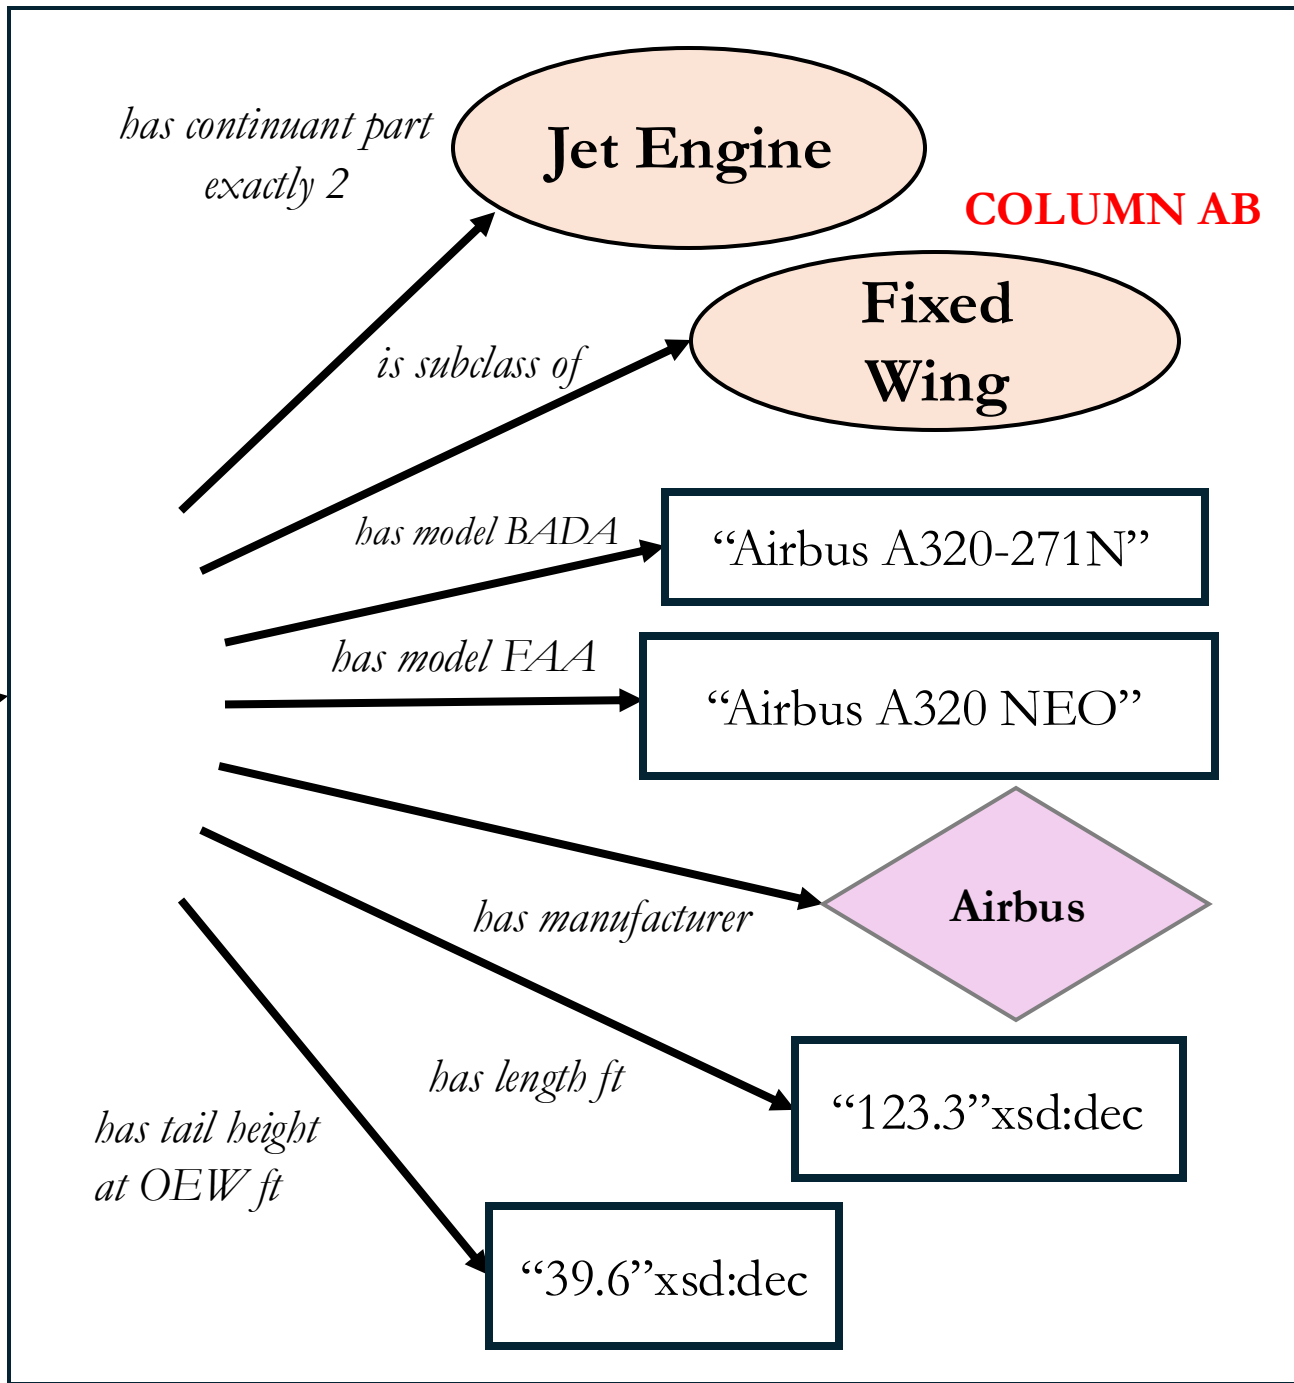 has continuant part
exactly 2
Jet Engine
COLUMN AB
Fixed
Wing
is subclass of
has model BADA
“Airbus A320-271N”
has model FAA
“Airbus A320 NEO”
Airbus
has manufacturer
has length ft
“123.3”xsd:dec
has tail height
at OEW ft
“39.6”xsd:dec